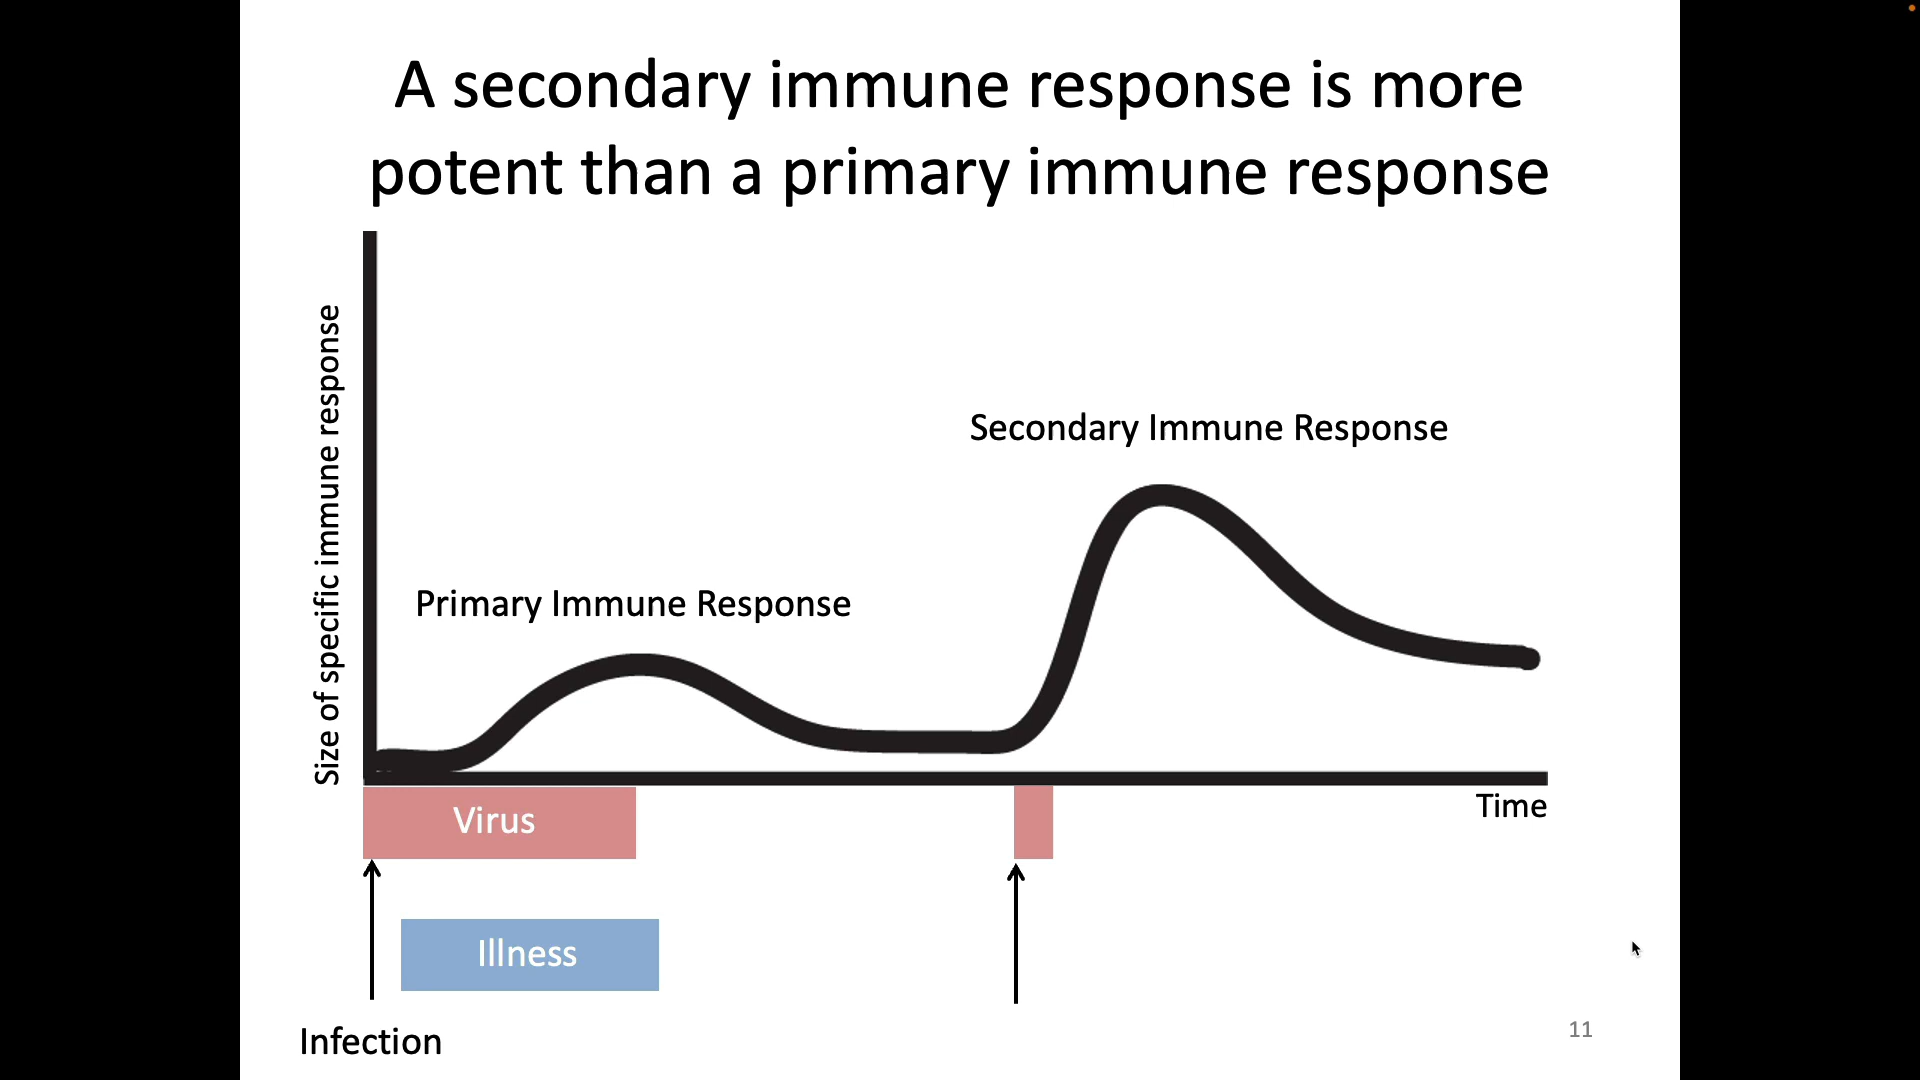 A secondary immune response is more
potent than a primary immune response
Size of specific immune response
Secondary Immune Response
Primary Immune Response
Time
Virus
Illness
Infection
11